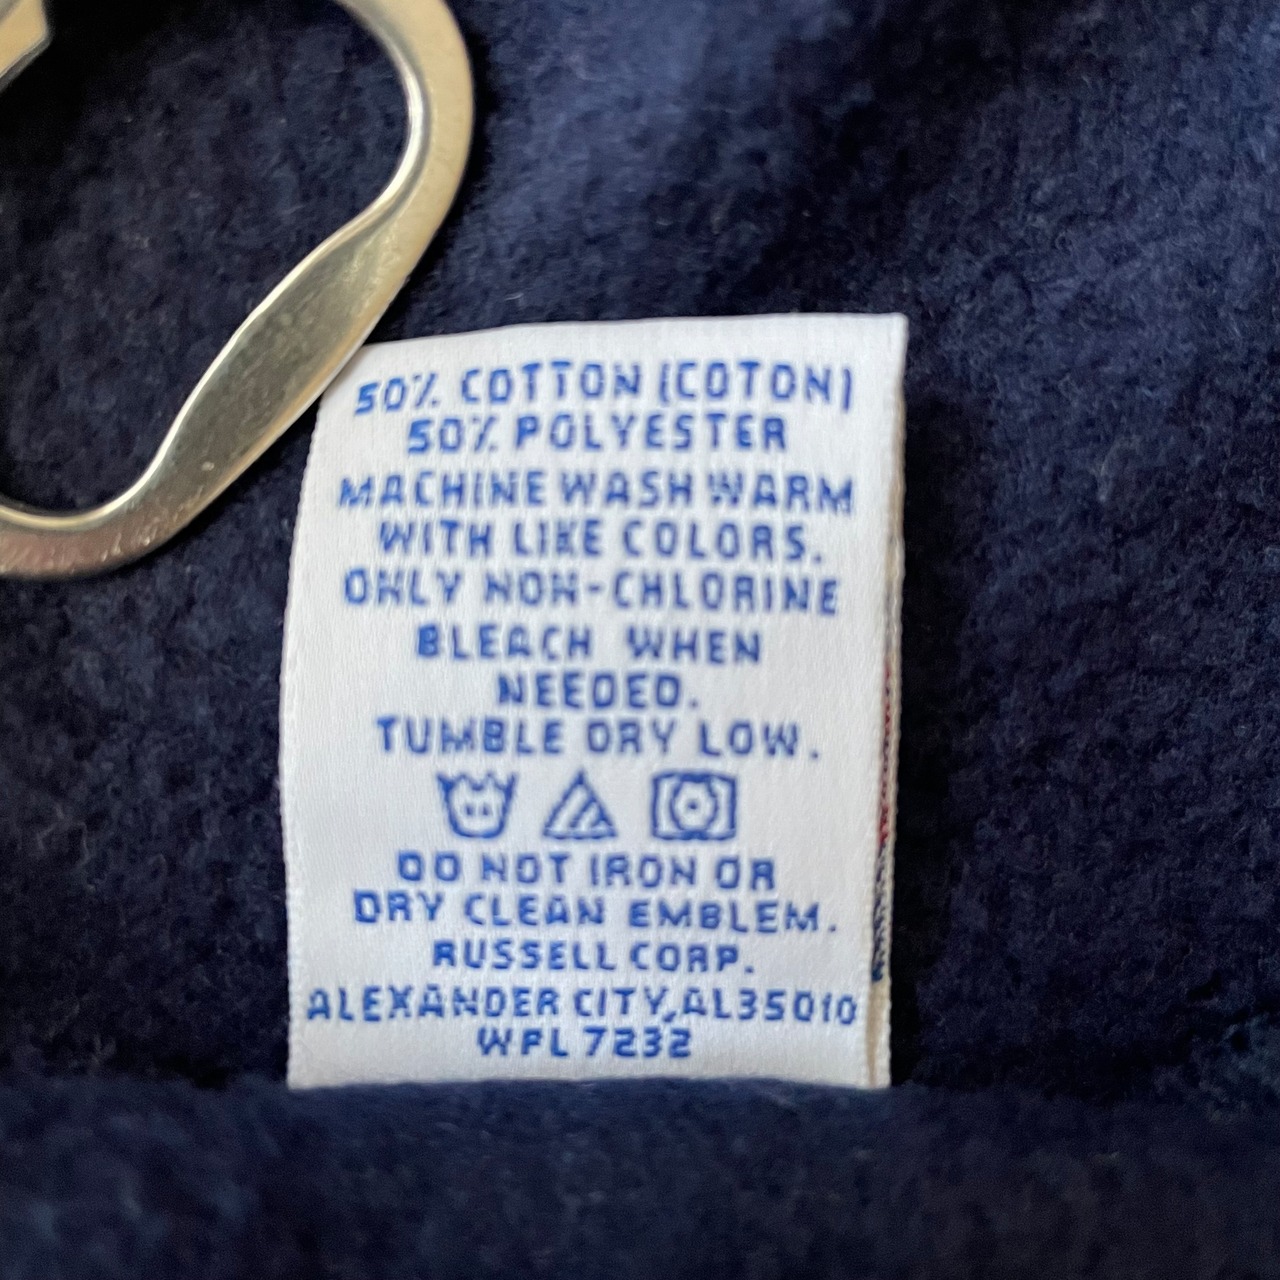 50% COTTON (COTON)
50% POLYESTER
MACHINE WASH WARM
WITH LIKE COLORS.
ONLY NON-CHLORINE
BLEACH WHEN
NEEDED.
TUMBLE DRY LOW.
DO NOT IRON OR
DRY CLEAN EMBLEM.
RUSSELL CORP.
ALEXANDER CITY, AL 35010
WPL 7232